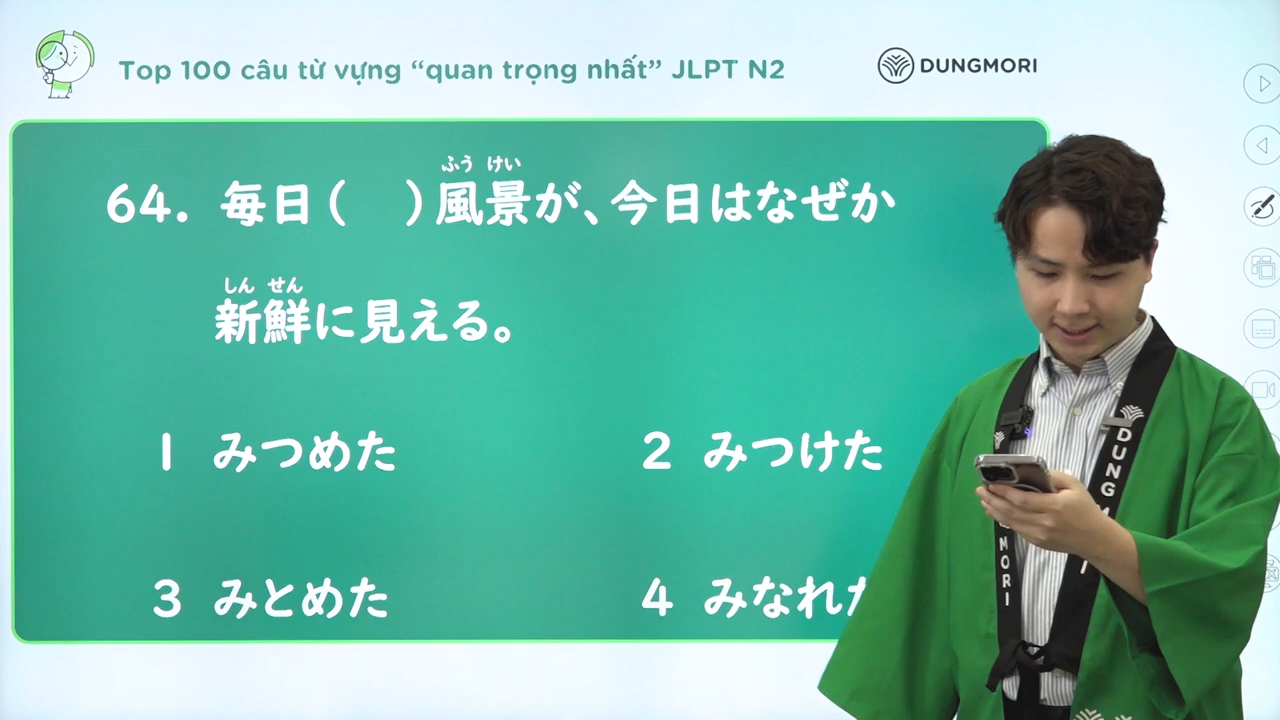 Top 100 câu từ vựng “quan trọng nhất” JLPT N2
DUNGMORI
ふう けい
64. 毎日( )風景が、今日はなぜか
しん せん
新鮮に見える。
1 みつめた
2 みつけた
3 みとめた
4 みなれた
DUNG MORI
MORI